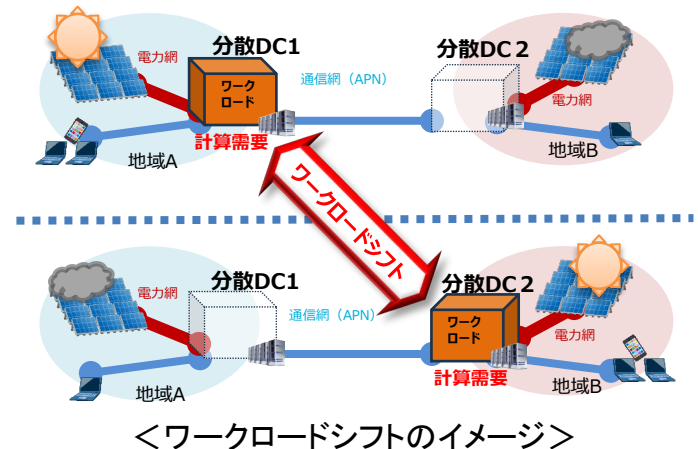 分散DC1
分散DC２
電力網
通信網（APN）
ワーク
ロード
電力網
計算需要
地域A
地域B
ワークロードシフト
分散DC1
分散DC２
電力網
通信網（APN）
ワーク
ロード
電力網
計算需要
地域A
地域B
＜ワークロードシフトのイメージ＞